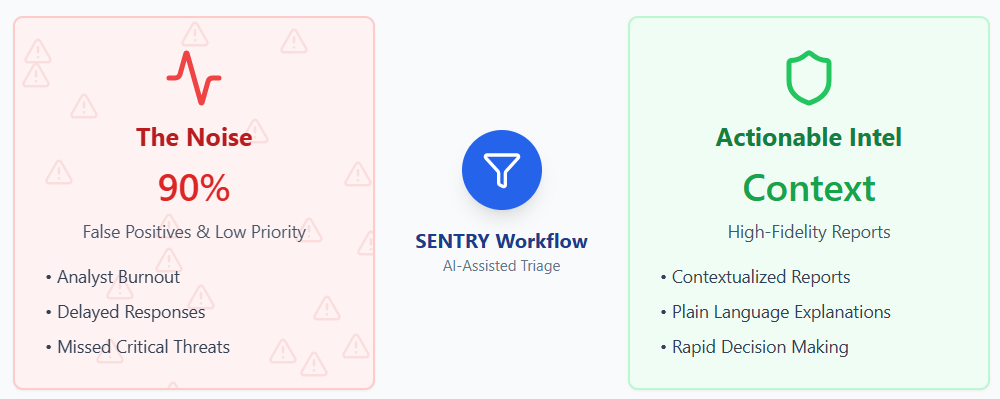 The Noise
90%
False Positives & Low Priority
• Analyst Burnout
• Delayed Responses
• Missed Critical Threats
SENTRY Workflow
AI-Assisted Triage
Actionable Intel
Context
High-Fidelity Reports
• Contextualized Reports
• Plain Language Explanations
• Rapid Decision Making